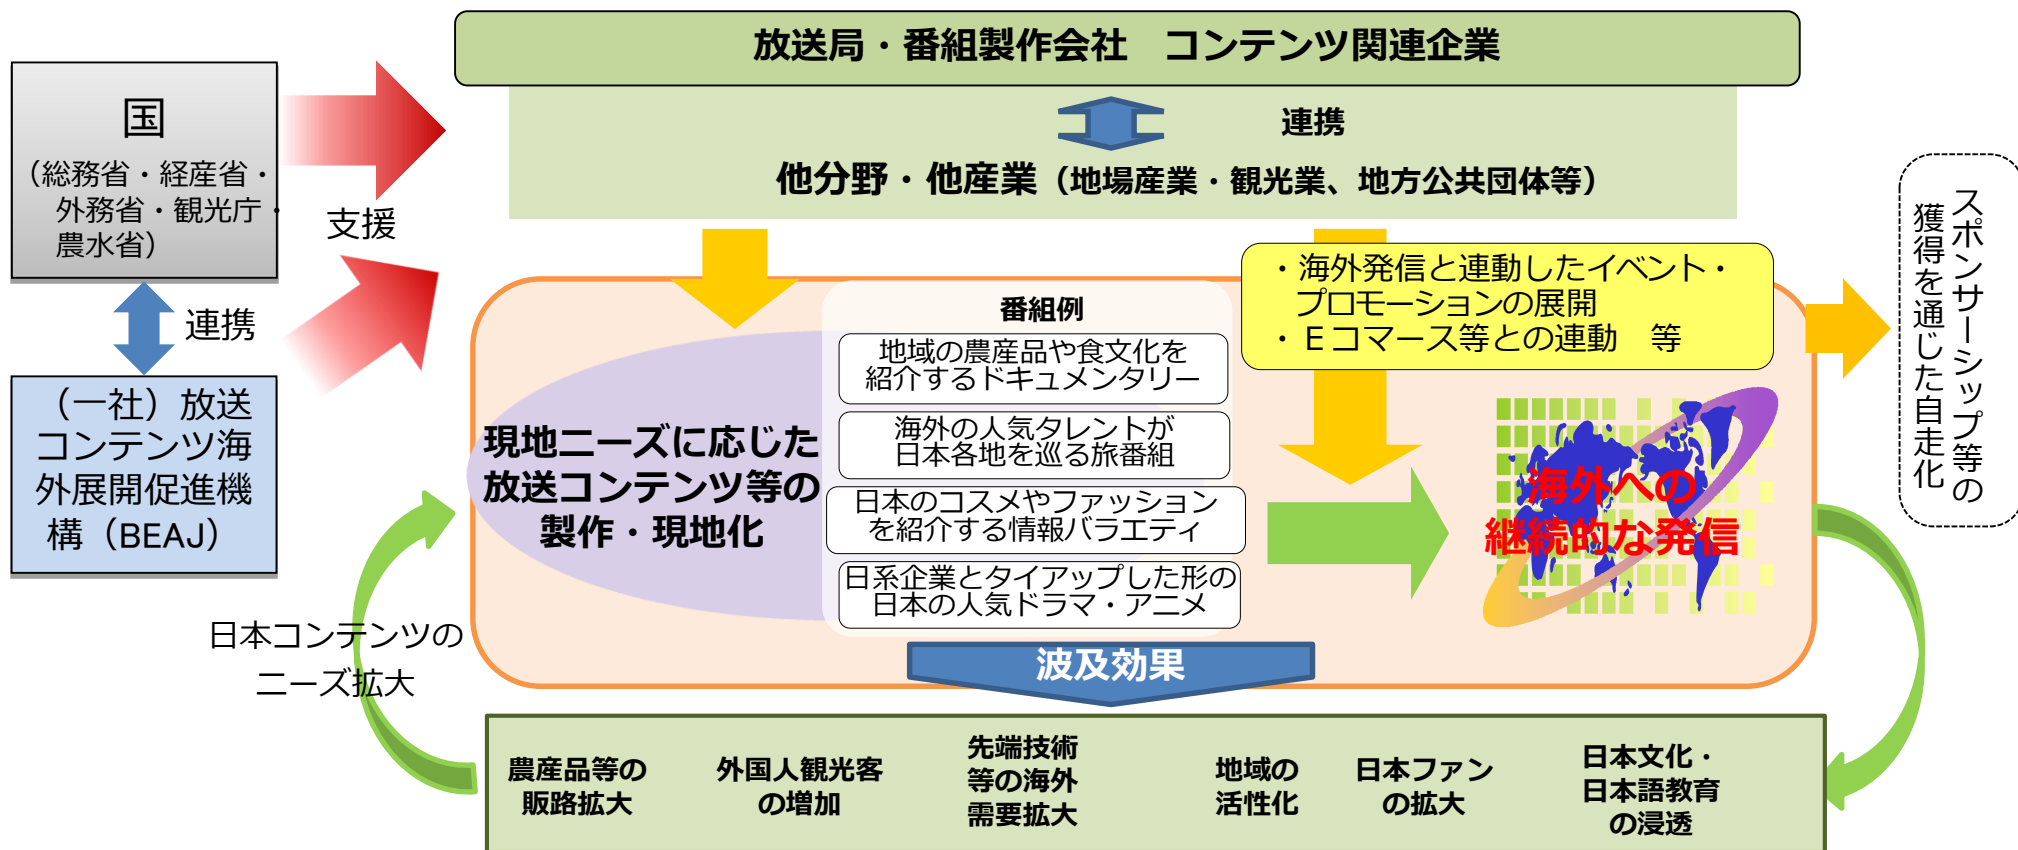 放送局・番組製作会社　コンテンツ関連企業
連携
他分野・他産業（地場産業・観光業、地方公共団体等）
国
（総務省・経産省・
外務省・観光庁・
農水省）
支援
連携
（一社）放送
コンテンツ海
外展開促進機
構（BEAJ）
・海外発信と連動したイベント・
プロモーションの展開
・Ｅコマース等との連動　等
スポンサーシップ等の
獲得を通じた自走化
番組例
地域の農産品や食文化を
紹介するドキュメンタリー
海外の人気タレントが
日本各地を巡る旅番組
日本のコスメやファッション
を紹介する情報バラエティ
日系企業とタイアップした形の
日本の人気ドラマ・アニメ
現地ニーズに応じた
放送コンテンツ等の
製作・現地化
海外への
継続的な発信
日本コンテンツの
ニーズ拡大
波及効果
農産品等の
販路拡大
外国人観光客
の増加
先端技術
等の海外
需要拡大
地域の
活性化
日本ファン
の拡大
日本文化・
日本語教育
の浸透